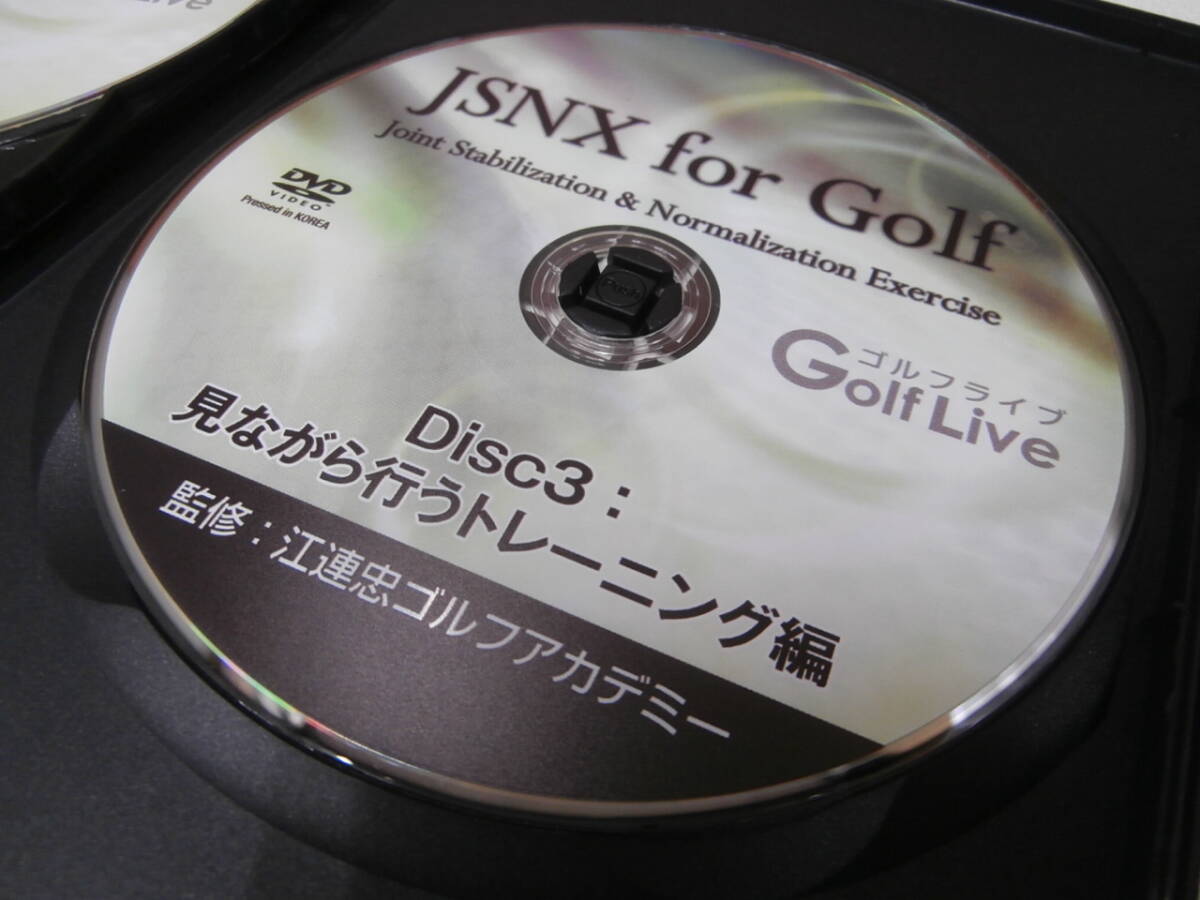 Live
JSNX for Golf
Joint Stabilization & Normalization Exercise
DVD
VIDEO
Pressed in KOREA
Push
ゴルフライブ
Golf Live
Disc3：
見ながら行うトレーニング編
監修：江連忠ゴルフアカデミー